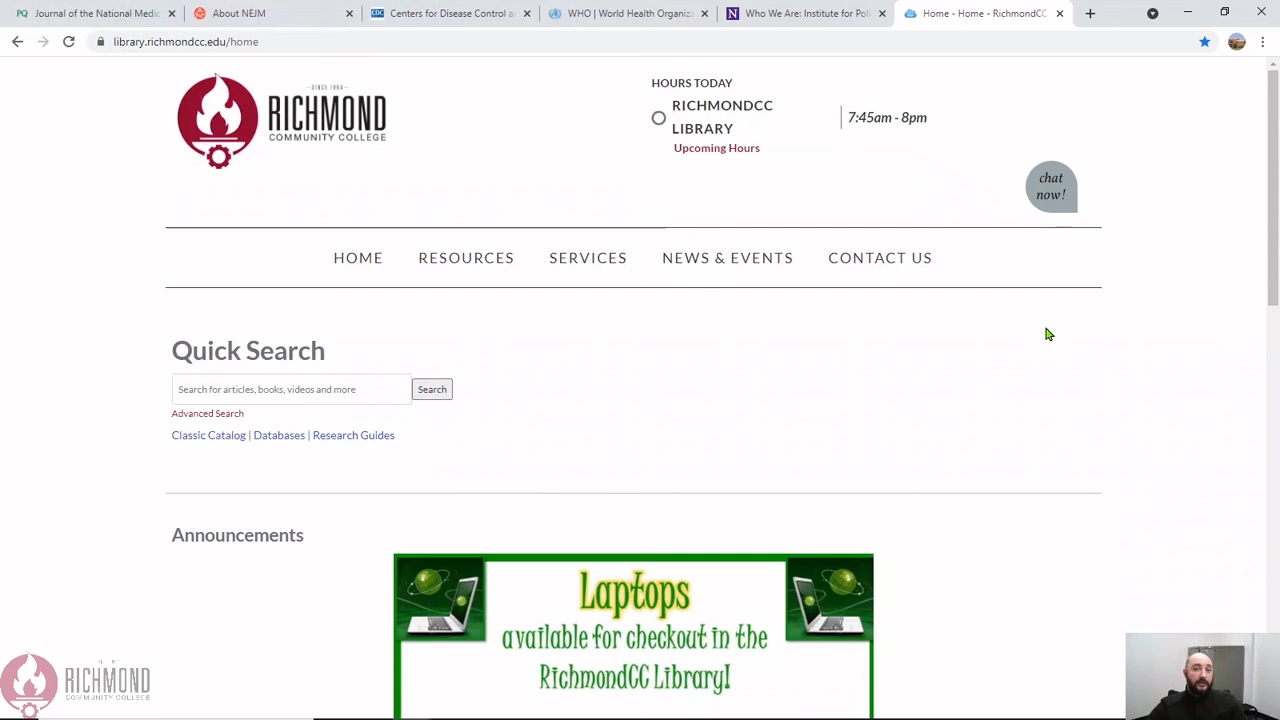 Journal of the National Medic
About NEJM
CDC Centers for Disease Control a
WHO | World Health Organiza
Who We Are: Institute for Pol
Home - Home - RichmondCC
library.richmondcc.edu/home
SINCE 1964
RICHMOND
COMMUNITY COLLEGE
HOURS TODAY
RICHMONDCC
LIBRARY
7:45am - 8pm
Upcoming Hours
chat
now!
HOME RESOURCES SERVICES NEWS & EVENTS CONTACT US
Quick Search
Search for articles, books, videos and more Search
Advanced Search
Classic Catalog | Databases | Research Guides
Announcements
Laptops
available for checkout in the
RichmondCC Library!
RICHMOND
COMMUNITY COLLEGE